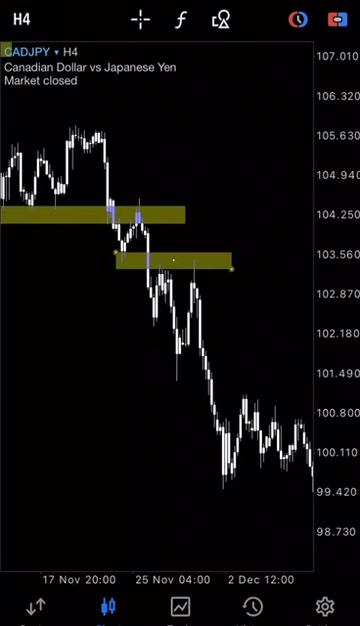 H4
CADJPY ▾ H4
Canadian Dollar vs Japanese Yen
Market closed
107.010
106.320
105.630
104.940
104.250
103.560
102.870
102.180
101.490
100.800
100.110
99.420
98.730
17 Nov 20:00
25 Nov 04:00
2 Dec 12:00